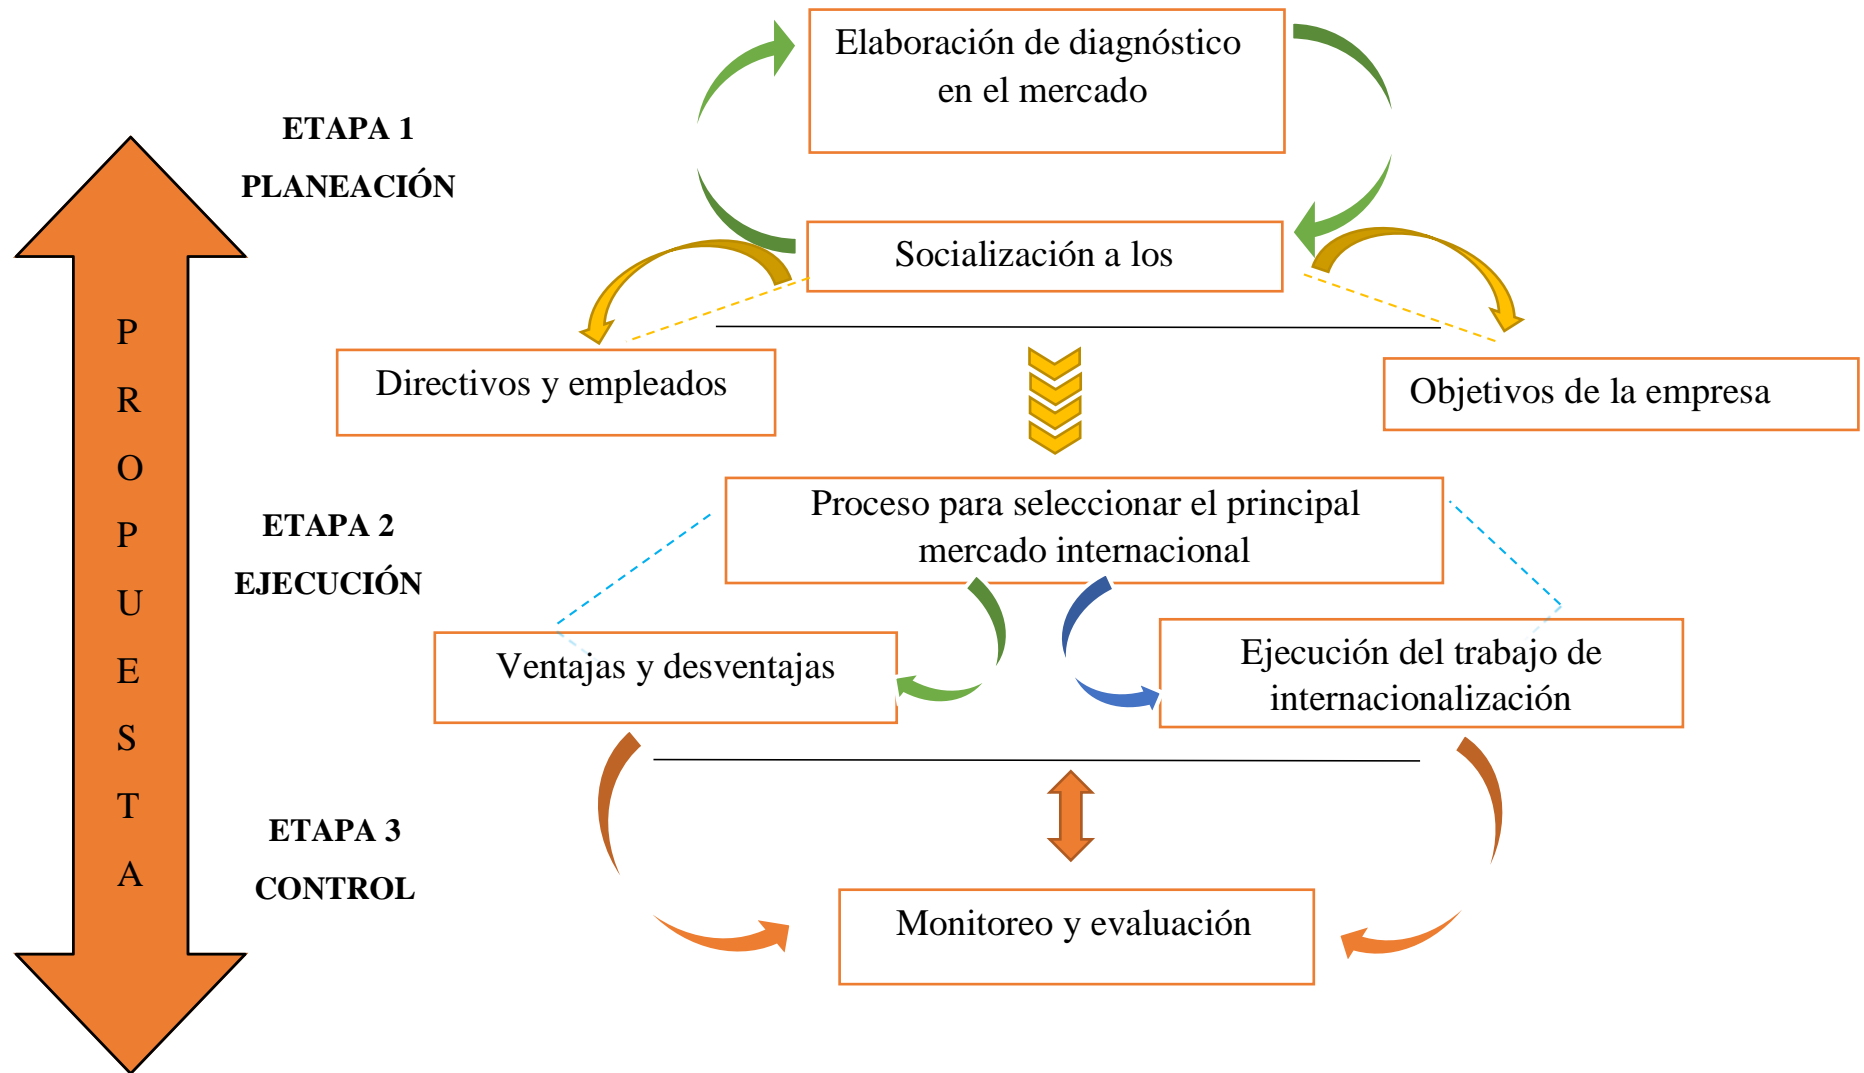 P
R
O
P
U
E
S
T
A
ETAPA 1
PLANEACIÓN
Elaboración de diagnóstico
en el mercado
Socialización a los
Directivos y empleados
Objetivos de la empresa
ETAPA 2
EJECUCIÓN
Proceso para seleccionar el principal
mercado internacional
Ventajas y desventajas
Ejecución del trabajo de
internacionalización
ETAPA 3
CONTROL
Monitoreo y evaluación